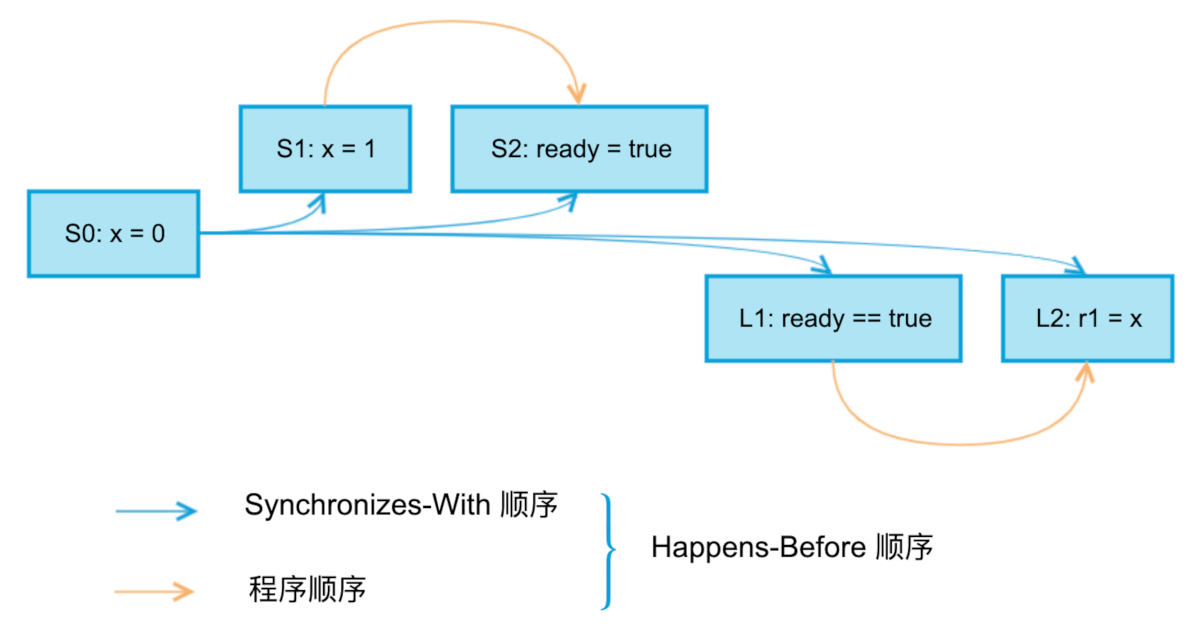 S1: x = 1
S2: ready = true
S0: x = 0
L1: ready == true
L2: r1 = x
Synchronizes-With 顺序
Happens-Before 顺序
程序顺序